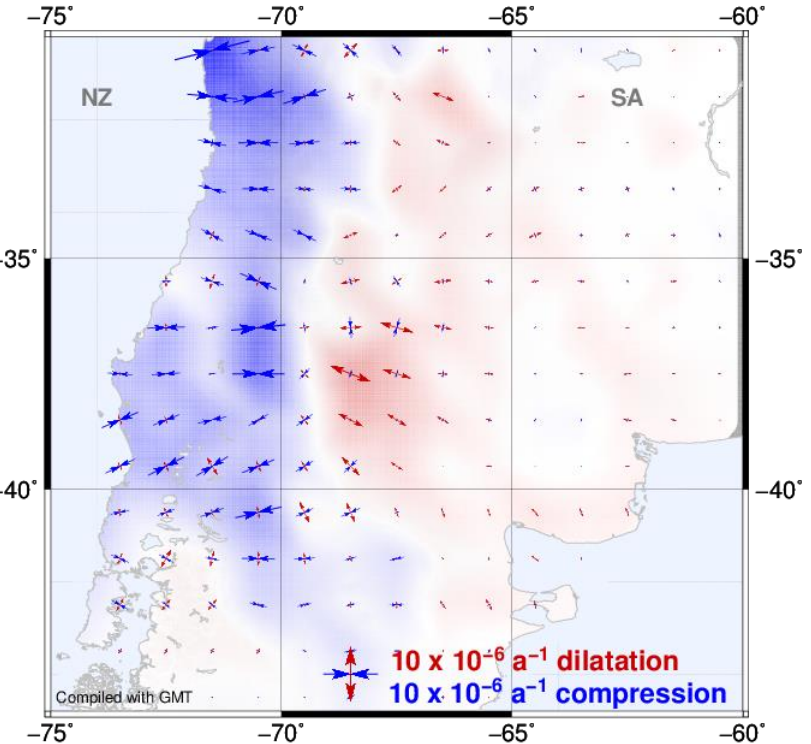 −75° −70° −65° −60°
NZ SA
−35° −35°
−40° −40°
10 x 10⁻⁶ a⁻¹ dilatation
10 x 10⁻⁶ a⁻¹ compression
Compiled with GMT
−75° −70° −65° −60°